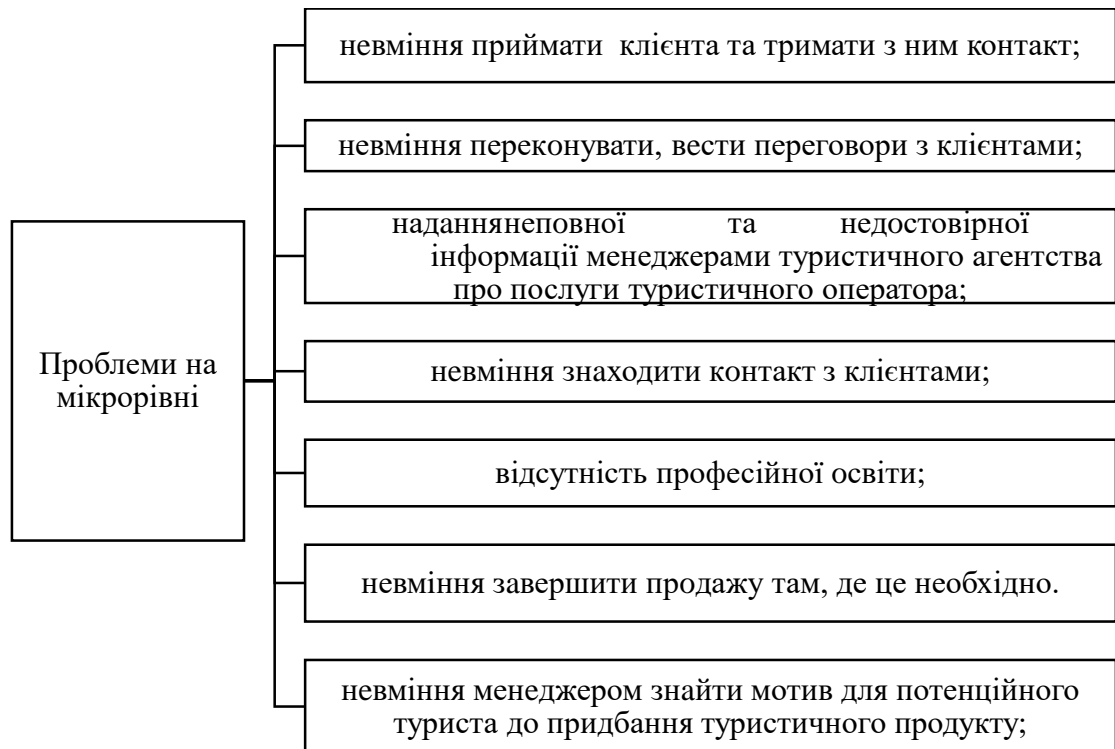 невміння приймати клієнта та тримати з ним контакт;
невміння переконувати, вести переговори з клієнтами;
наданнянеповної та недостовірної
інформації менеджерами туристичного агентства
про послуги туристичного оператора;
Проблеми на
мікрорівні
невміння знаходити контакт з клієнтами;
відсутність професійної освіти;
невміння завершити продажу там, де це необхідно.
невміння менеджером знайти мотив для потенційного
туриста до придбання туристичного продукту;